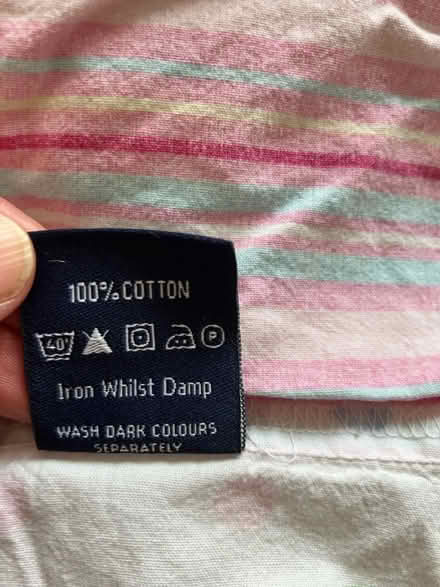 100% COTTON
40° P
Iron Whilst Damp
WASH DARK COLOURS
SEPARATELY